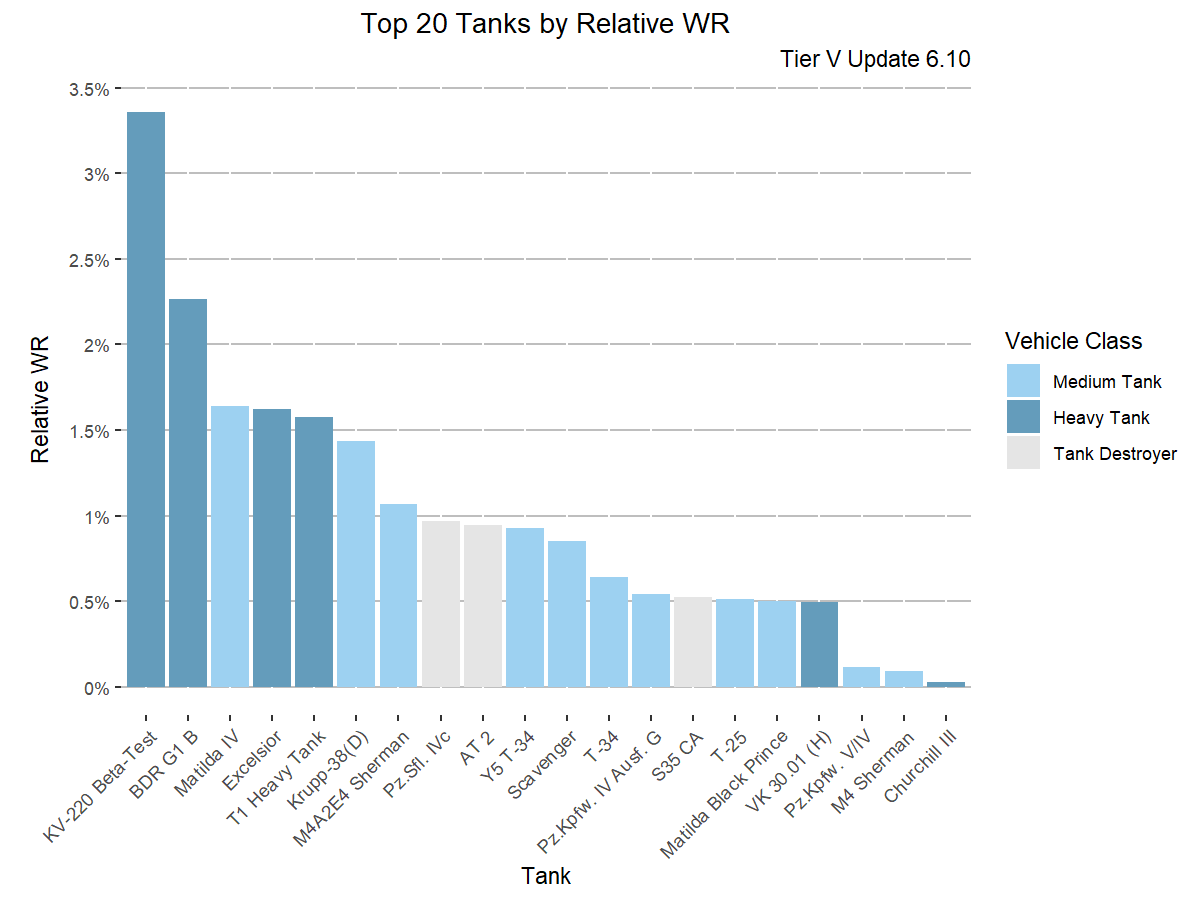 Top 20 Tanks by Relative WR
Tier V Update 6.10
3.5%
3%
2.5%
2%
1.5%
1%
0.5%
0%
Relative WR
KV-220 Beta-Test
BDR G1 B
Matilda IV
Excelsior
T1 Heavy Tank
Krupp-38(D)
M4A2E4 Sherman
Pz.Sfl. IVc
AT 2
Y5 T-34
Scavenger
T-34
Pz.Kpfw. IV Ausf. G
S35 CA
T-25
Matilda Black Prince
VK 30.01 (H)
Pz.Kpfw. V/IV
M4 Sherman
Churchill III
Tank
Vehicle Class
Medium Tank
Heavy Tank
Tank Destroyer